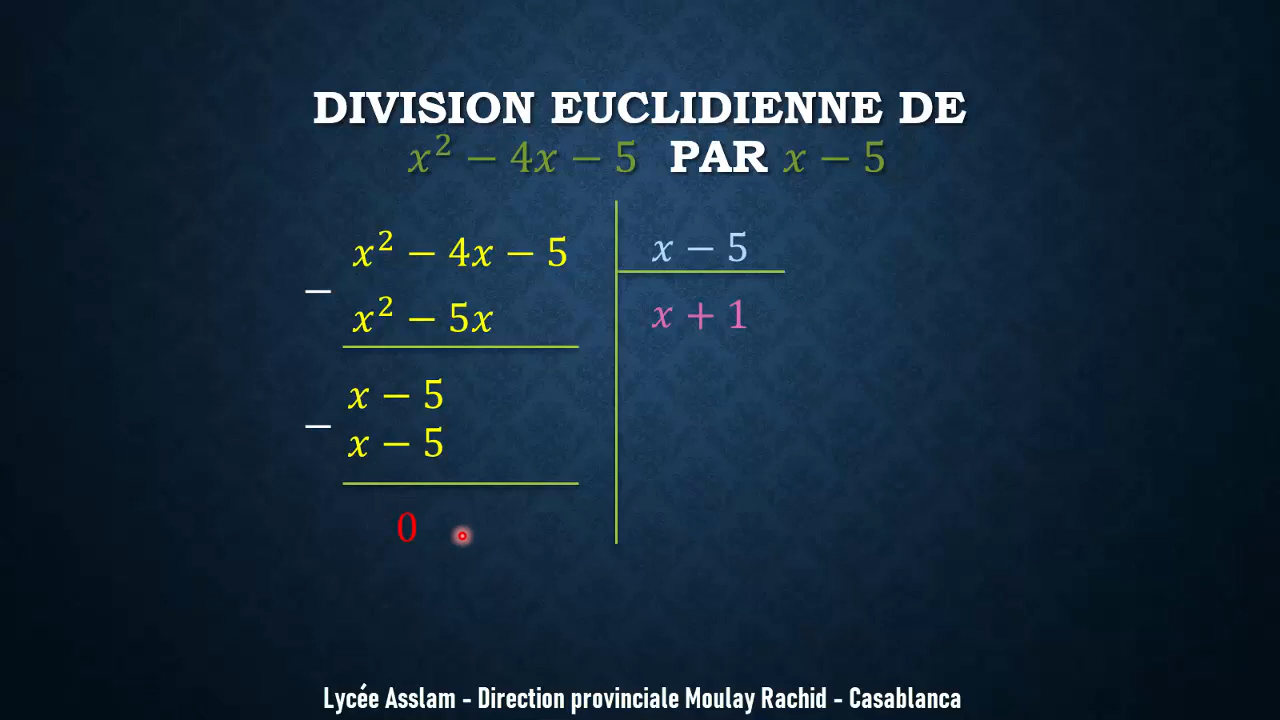 DIVISION EUCLIDIENNE DE
x² − 4x − 5 PAR x − 5
x² − 4x − 5
x − 5
−
x² − 5x
x + 1
x − 5
−
x − 5
0
Lycée Asslam - Direction provinciale Moulay Rachid - Casablanca